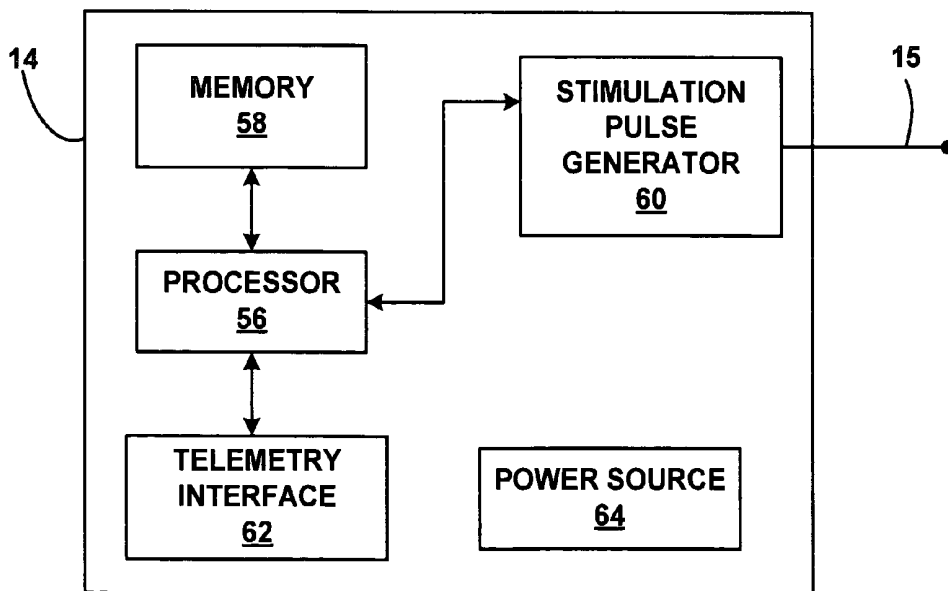 14
MEMORY
58
STIMULATION
PULSE
GENERATOR
60
15
PROCESSOR
56
TELEMETRY
INTERFACE
62
POWER SOURCE
64